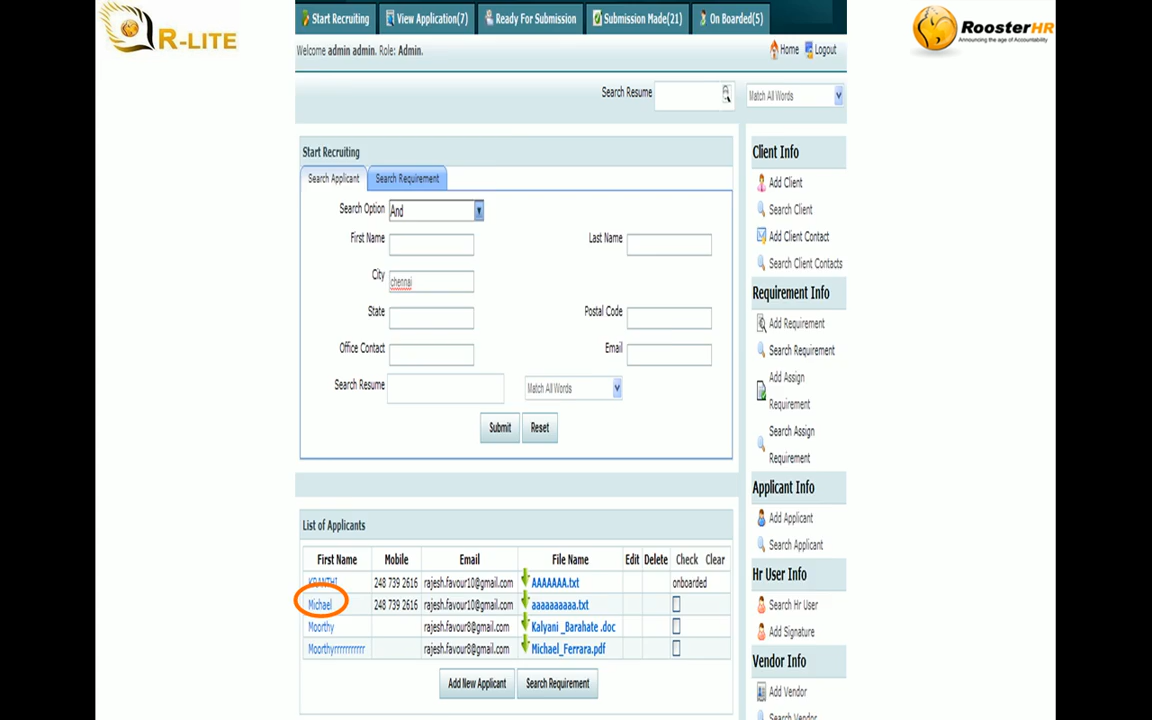 R-LITE
RoosterHR
Announcing the age of Accountability
Start Recruiting
View Application(7)
Ready For Submission
Submission Made(21)
On Boarded(5)
Welcome admin admin. Role: Admin.
Home
Logout
Search Resume
Match All Words
Start Recruiting
Search Applicant
Search Requirement
Search Option
And
First Name
Last Name
City
chennai
State
Postal Code
Office Contact
Email
Search Resume
Match All Words
Submit
Reset
List of Applicants
First Name Mobile Email File Name Edit Delete Check Clear
KRANTHI 248 739 2616 rajesh.favour10@gmail.com AAAAAAA.txt onboarded
Michael 248 739 2616 rajesh.favour10@gmail.com aaaaaaaaaa.txt
Moorthy rajesh.favour8@gmail.com Kalyani _Barahate .doc
Moorthyrrrrrrrrrrr rajesh.favour8@gmail.com Michael_Ferrara.pdf
Add New Applicant
Search Requirement
Client Info
Add Client
Search Client
Add Client Contact
Search Client Contacts
Requirement Info
Add Requirement
Search Requirement
Add Assign
Requirement
Search Assign
Requirement
Applicant Info
Add Applicant
Search Applicant
Hr User Info
Search Hr User
Add Signature
Vendor Info
Add Vendor
Search Vendor